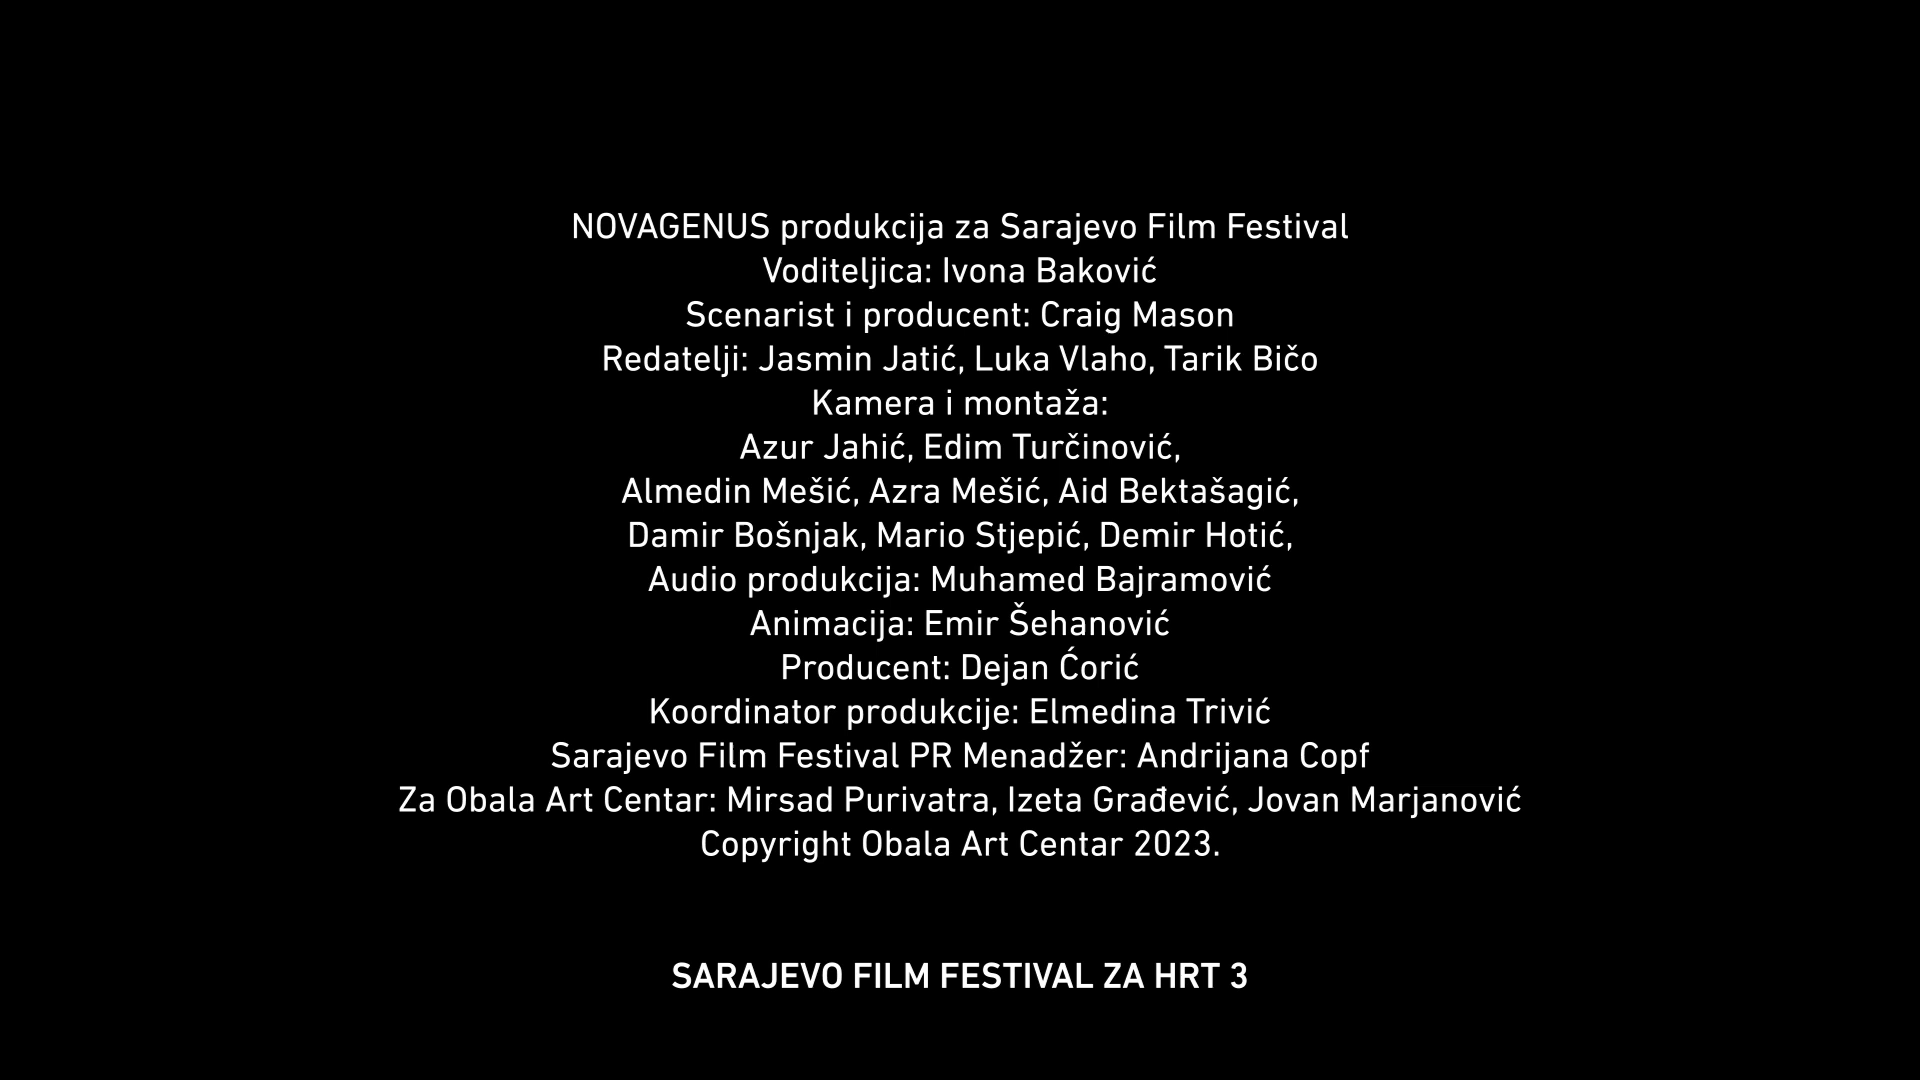 NOVAGENUS produkcija za Sarajevo Film Festival
Voditeljica: Ivona Baković
Scenarist i producent: Craig Mason
Redatelji: Jasmin Jatić, Luka Vlaho, Tarik Bičo
Kamera i montaža:
Azur Jahić, Edim Turčinović,
Almedin Mešić, Azra Mešić, Aid Bektašagić,
Damir Bošnjak, Mario Stjepić, Demir Hotić,
Audio produkcija: Muhamed Bajramović
Animacija: Emir Šehanović
Producent: Dejan Ćorić
Koordinator produkcije: Elmedina Trivić
Sarajevo Film Festival PR Menadžer: Andrijana Copf
Za Obala Art Centar: Mirsad Purivatra, Izeta Građević, Jovan Marjanović
Copyright Obala Art Centar 2023.
SARAJEVO FILM FESTIVAL ZA HRT 3